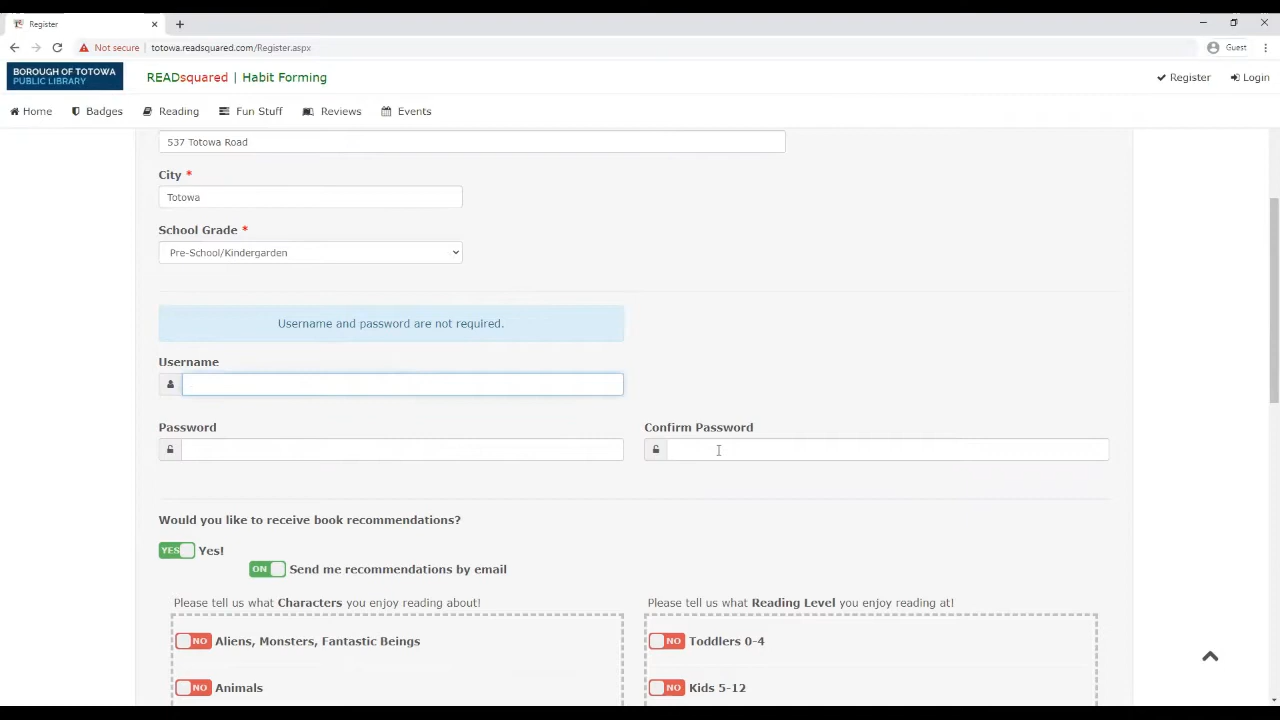 Register
Not secure
totowa.readsquared.com/Register.aspx
Guest
BOROUGH OF TOTOWA
PUBLIC LIBRARY
READsquared | Habit Forming
Register
Login
Home
Badges
Reading
Fun Stuff
Reviews
Events
537 Totowa Road
City *
Totowa
School Grade *
Pre-School/Kindergarden
Username and password are not required.
Username
Password
Confirm Password
Would you like to receive book recommendations?
YES Yes!
ON Send me recommendations by email
Please tell us what Characters you enjoy reading about!
Please tell us what Reading Level you enjoy reading at!
NO Aliens, Monsters, Fantastic Beings
NO Toddlers 0-4
NO Animals
NO Kids 5-12